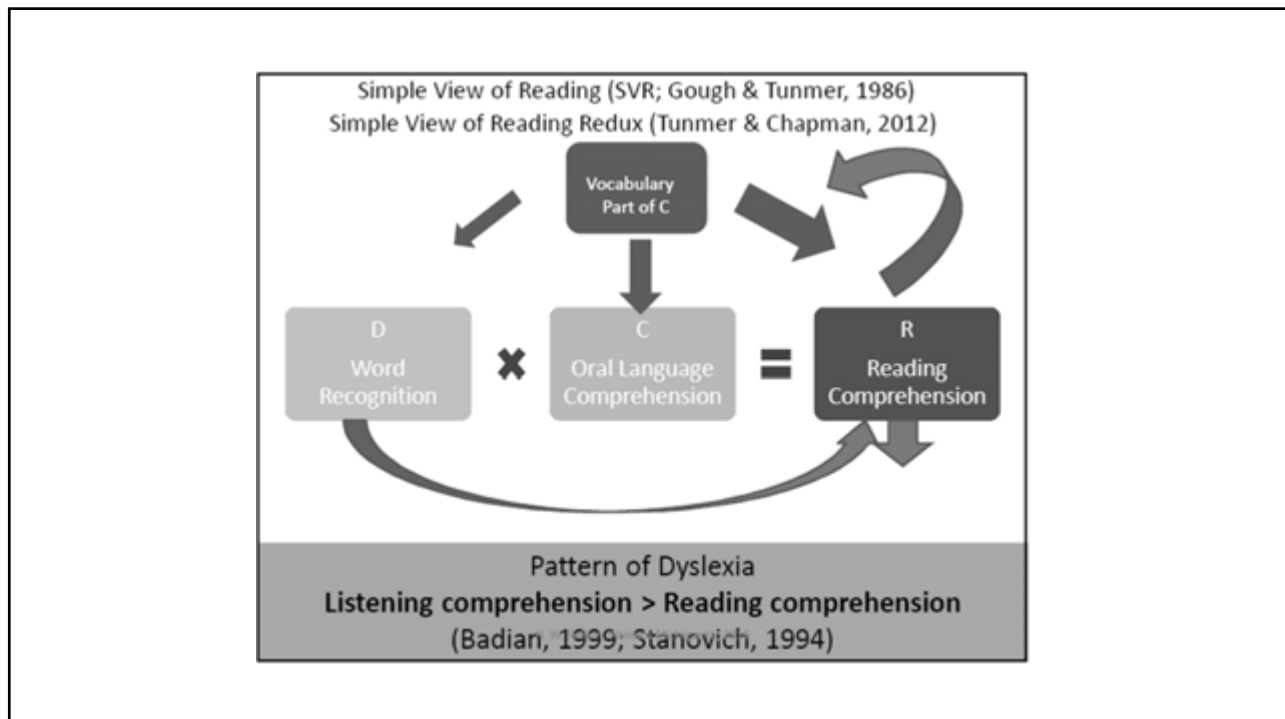 Simple View of Reading (SVR; Gough & Tunmer, 1986)
Simple View of Reading Redux (Tunmer & Chapman, 2012)
Vocabulary
Part of C
D
Word
Recognition
×
C
Oral Language
Comprehension
=
R
Reading
Comprehension
Pattern of Dyslexia
Listening comprehension > Reading comprehension
(Badian, 1999; Stanovich, 1994)